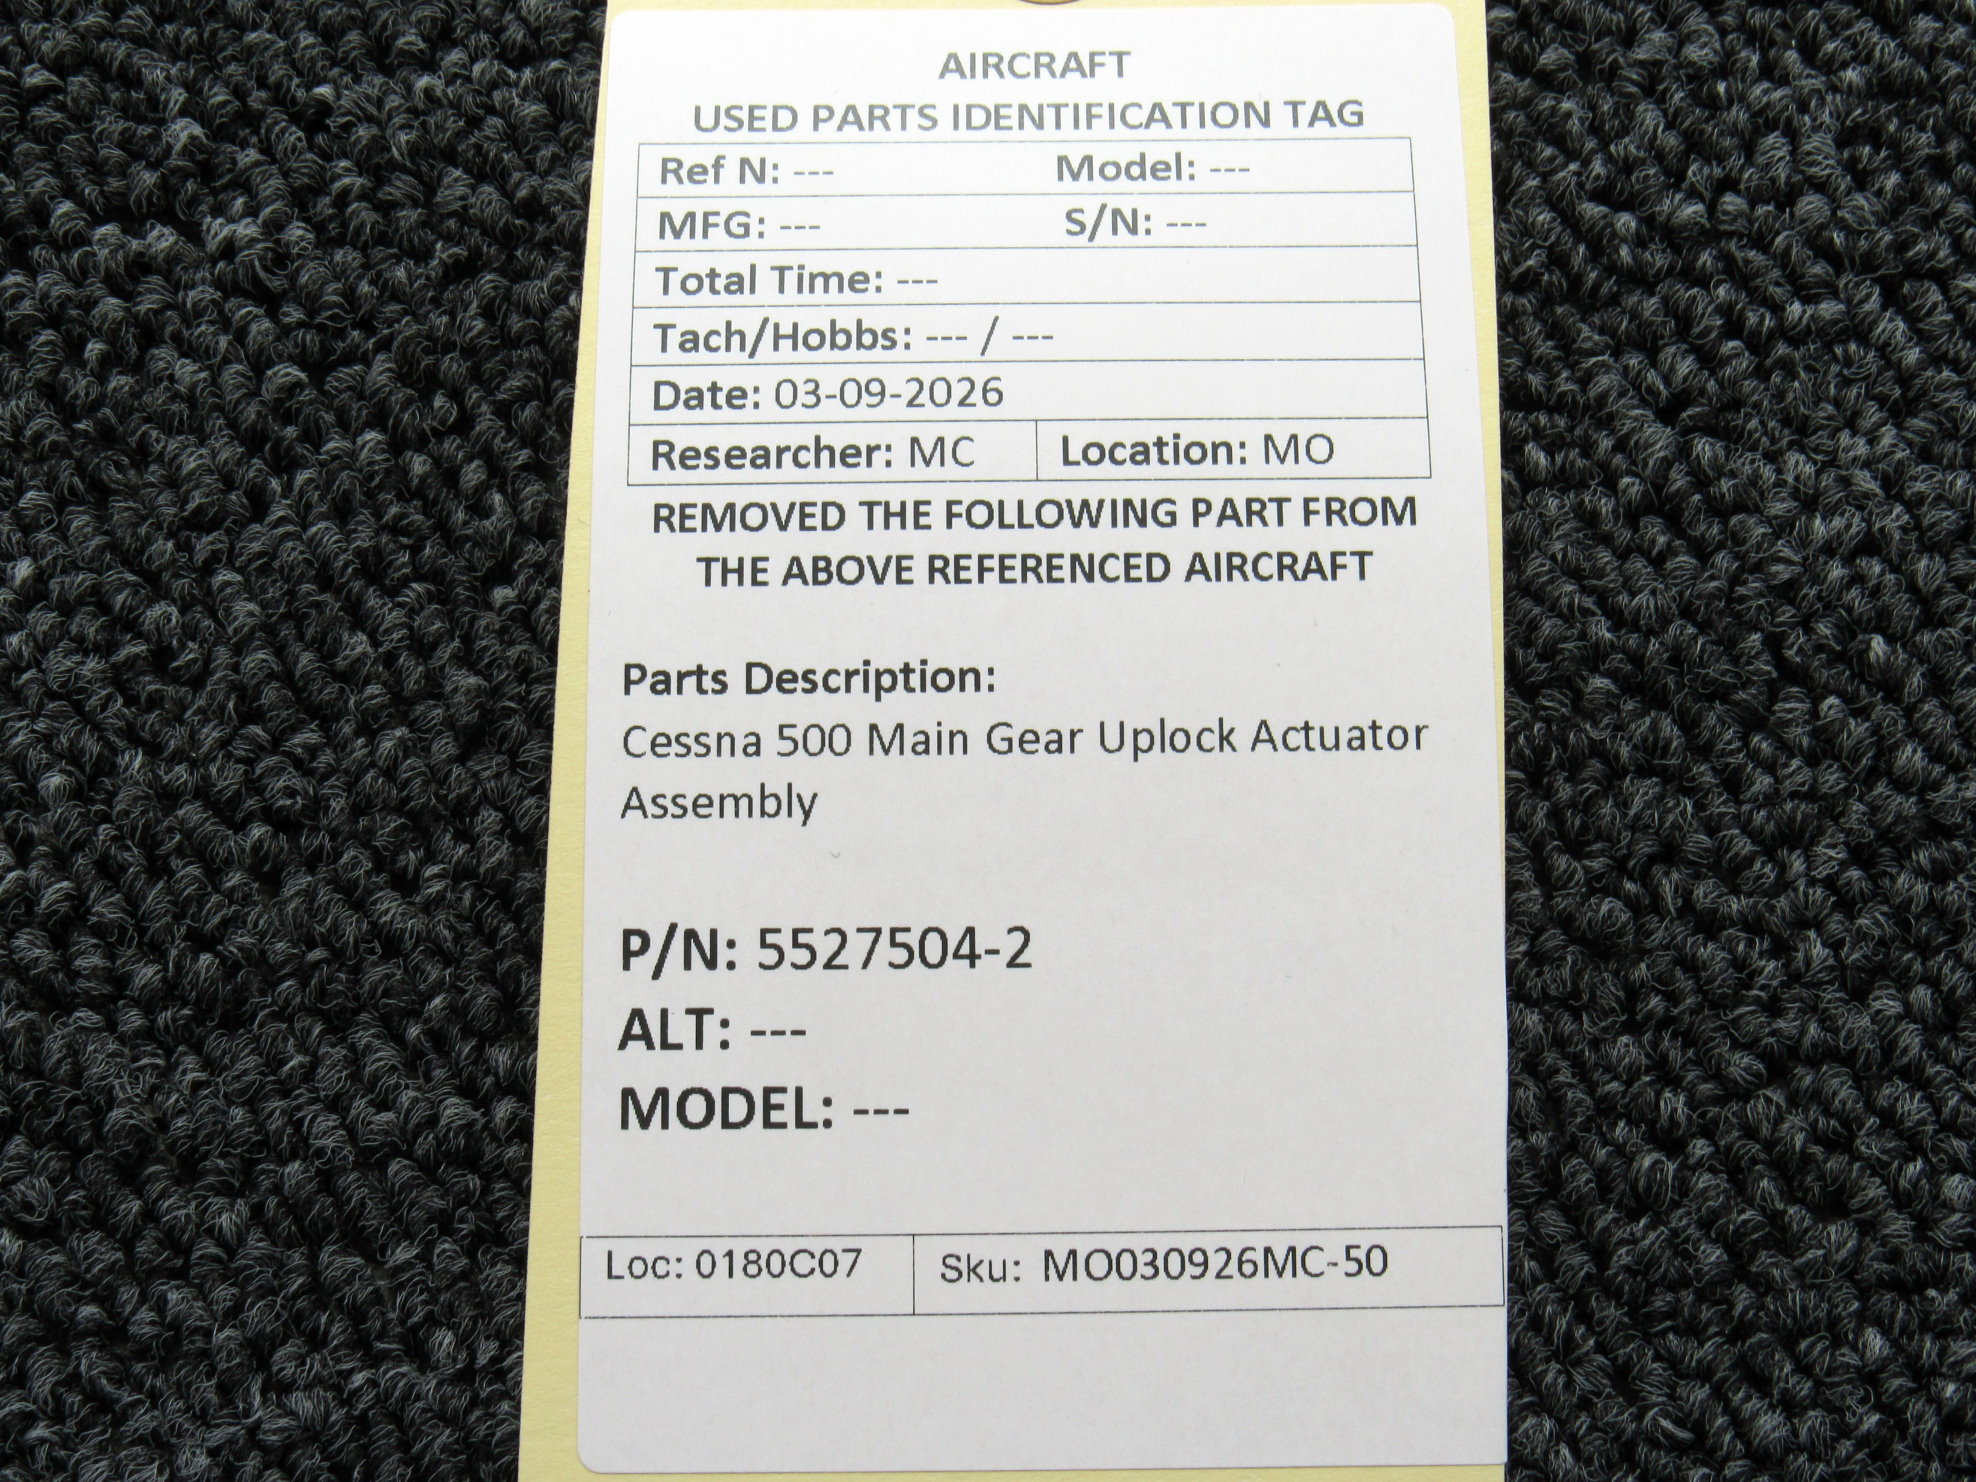 AIRCRAFT
USED PARTS IDENTIFICATION TAG
Ref N: --- Model: ---
MFG: --- S/N: ---
Total Time: ---
Tach/Hobbs: --- / ---
Date: 03-09-2026
Researcher: MC Location: MO
REMOVED THE FOLLOWING PART FROM
THE ABOVE REFERENCED AIRCRAFT
Parts Description:
Cessna 500 Main Gear Uplock Actuator
Assembly
P/N: 5527504-2
ALT: ---
MODEL: ---
Loc: 0180C07 Sku: MO030926MC-50